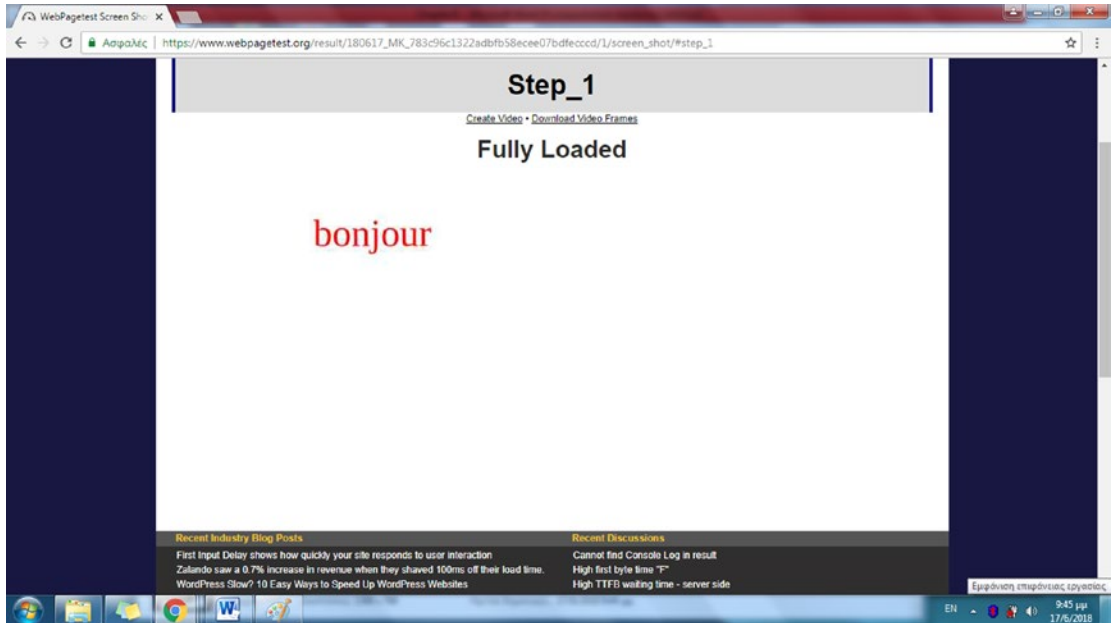 WebPagetest Screen Sho
Ασφαλές | https://www.webpagetest.org/result/180617_MK_783c96c1322adbfb58ecee07bdfecccd/1/screen_shot/#step_1
Step_1
Create Video • Download Video Frames
Fully Loaded
bonjour
Recent Industry Blog Posts
First Input Delay shows how quickly your site responds to user interaction
Zalando saw a 0.7% increase in revenue when they shaved 100ms off their load time.
WordPress Slow? 10 Easy Ways to Speed Up WordPress Websites
Recent Discussions
Cannot find Console Log in result
High first byte time "F"
High TTFB waiting time - server side
Εμφάνιση επιφάνειας εργασίας
EN
9:45 μμ
17/6/2018